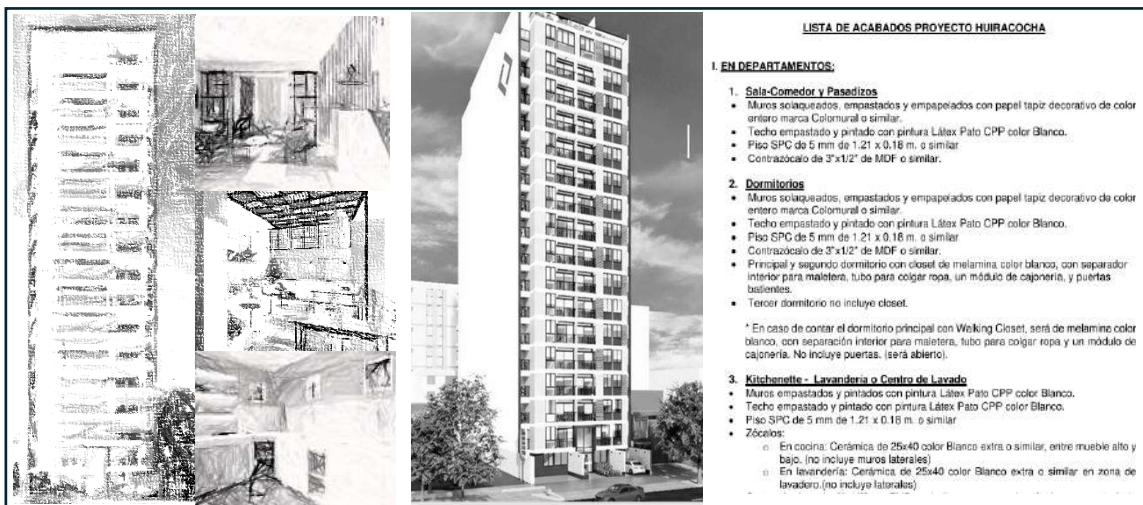 LISTA DE ACABADOS PROYECTO HUIRACOCHA
I. EN DEPARTAMENTOS:
1. Sala-Comedor y Pasadizos
• Muros solaqueados, empastados y empapelados con papel tapiz decorativo de color
entero marca Colomural o similar.
• Techo empastado y pintado con pintura Látex Pato CPP color Blanco.
• Piso SPC de 5 mm de 1.21 x 0.18 m. o similar
• Contrazócalo de 3"x1/2" de MDF o similar.
2. Dormitorios
• Muros solaqueados, empastados y empapelados con papel tapiz decorativo de color
entero marca Colomural o similar.
• Techo empastado y pintado con pintura Látex Pato CPP color Blanco.
• Piso SPC de 5 mm de 1.21 x 0.18 m. o similar
• Contrazócalo de 3"x1/2" de MDF o similar.
• Principal y segundo dormitorio con closet de melamina color blanco, con separador
interior para maletera, tubo para colgar ropa, un módulo de cajonería, y puertas
batientes.
• Tercer dormitorio no incluye closet.
* En caso de contar el dormitorio principal con Walking Closet, será de melamina color
blanco, con separación interior para maletera, tubo para colgar ropa y un módulo de
cajonería. No incluye puertas. (será abierto).
3. Kitchenette - Lavandería o Centro de Lavado
• Muros empastados y pintados con pintura Látex Pato CPP color Blanco.
• Techo empastado y pintado con pintura Látex Pato CPP color Blanco.
• Piso SPC de 5 mm de 1.21 x 0.18 m. o similar
• Zócalos:
○ En cocina: Cerámica de 25x40 color Blanco extra o similar, entre mueble alto y
bajo. (no incluye muros laterales)
○ En lavandería: Cerámica de 25x40 color Blanco extra o similar en zona de
lavadero.(no incluye laterales)